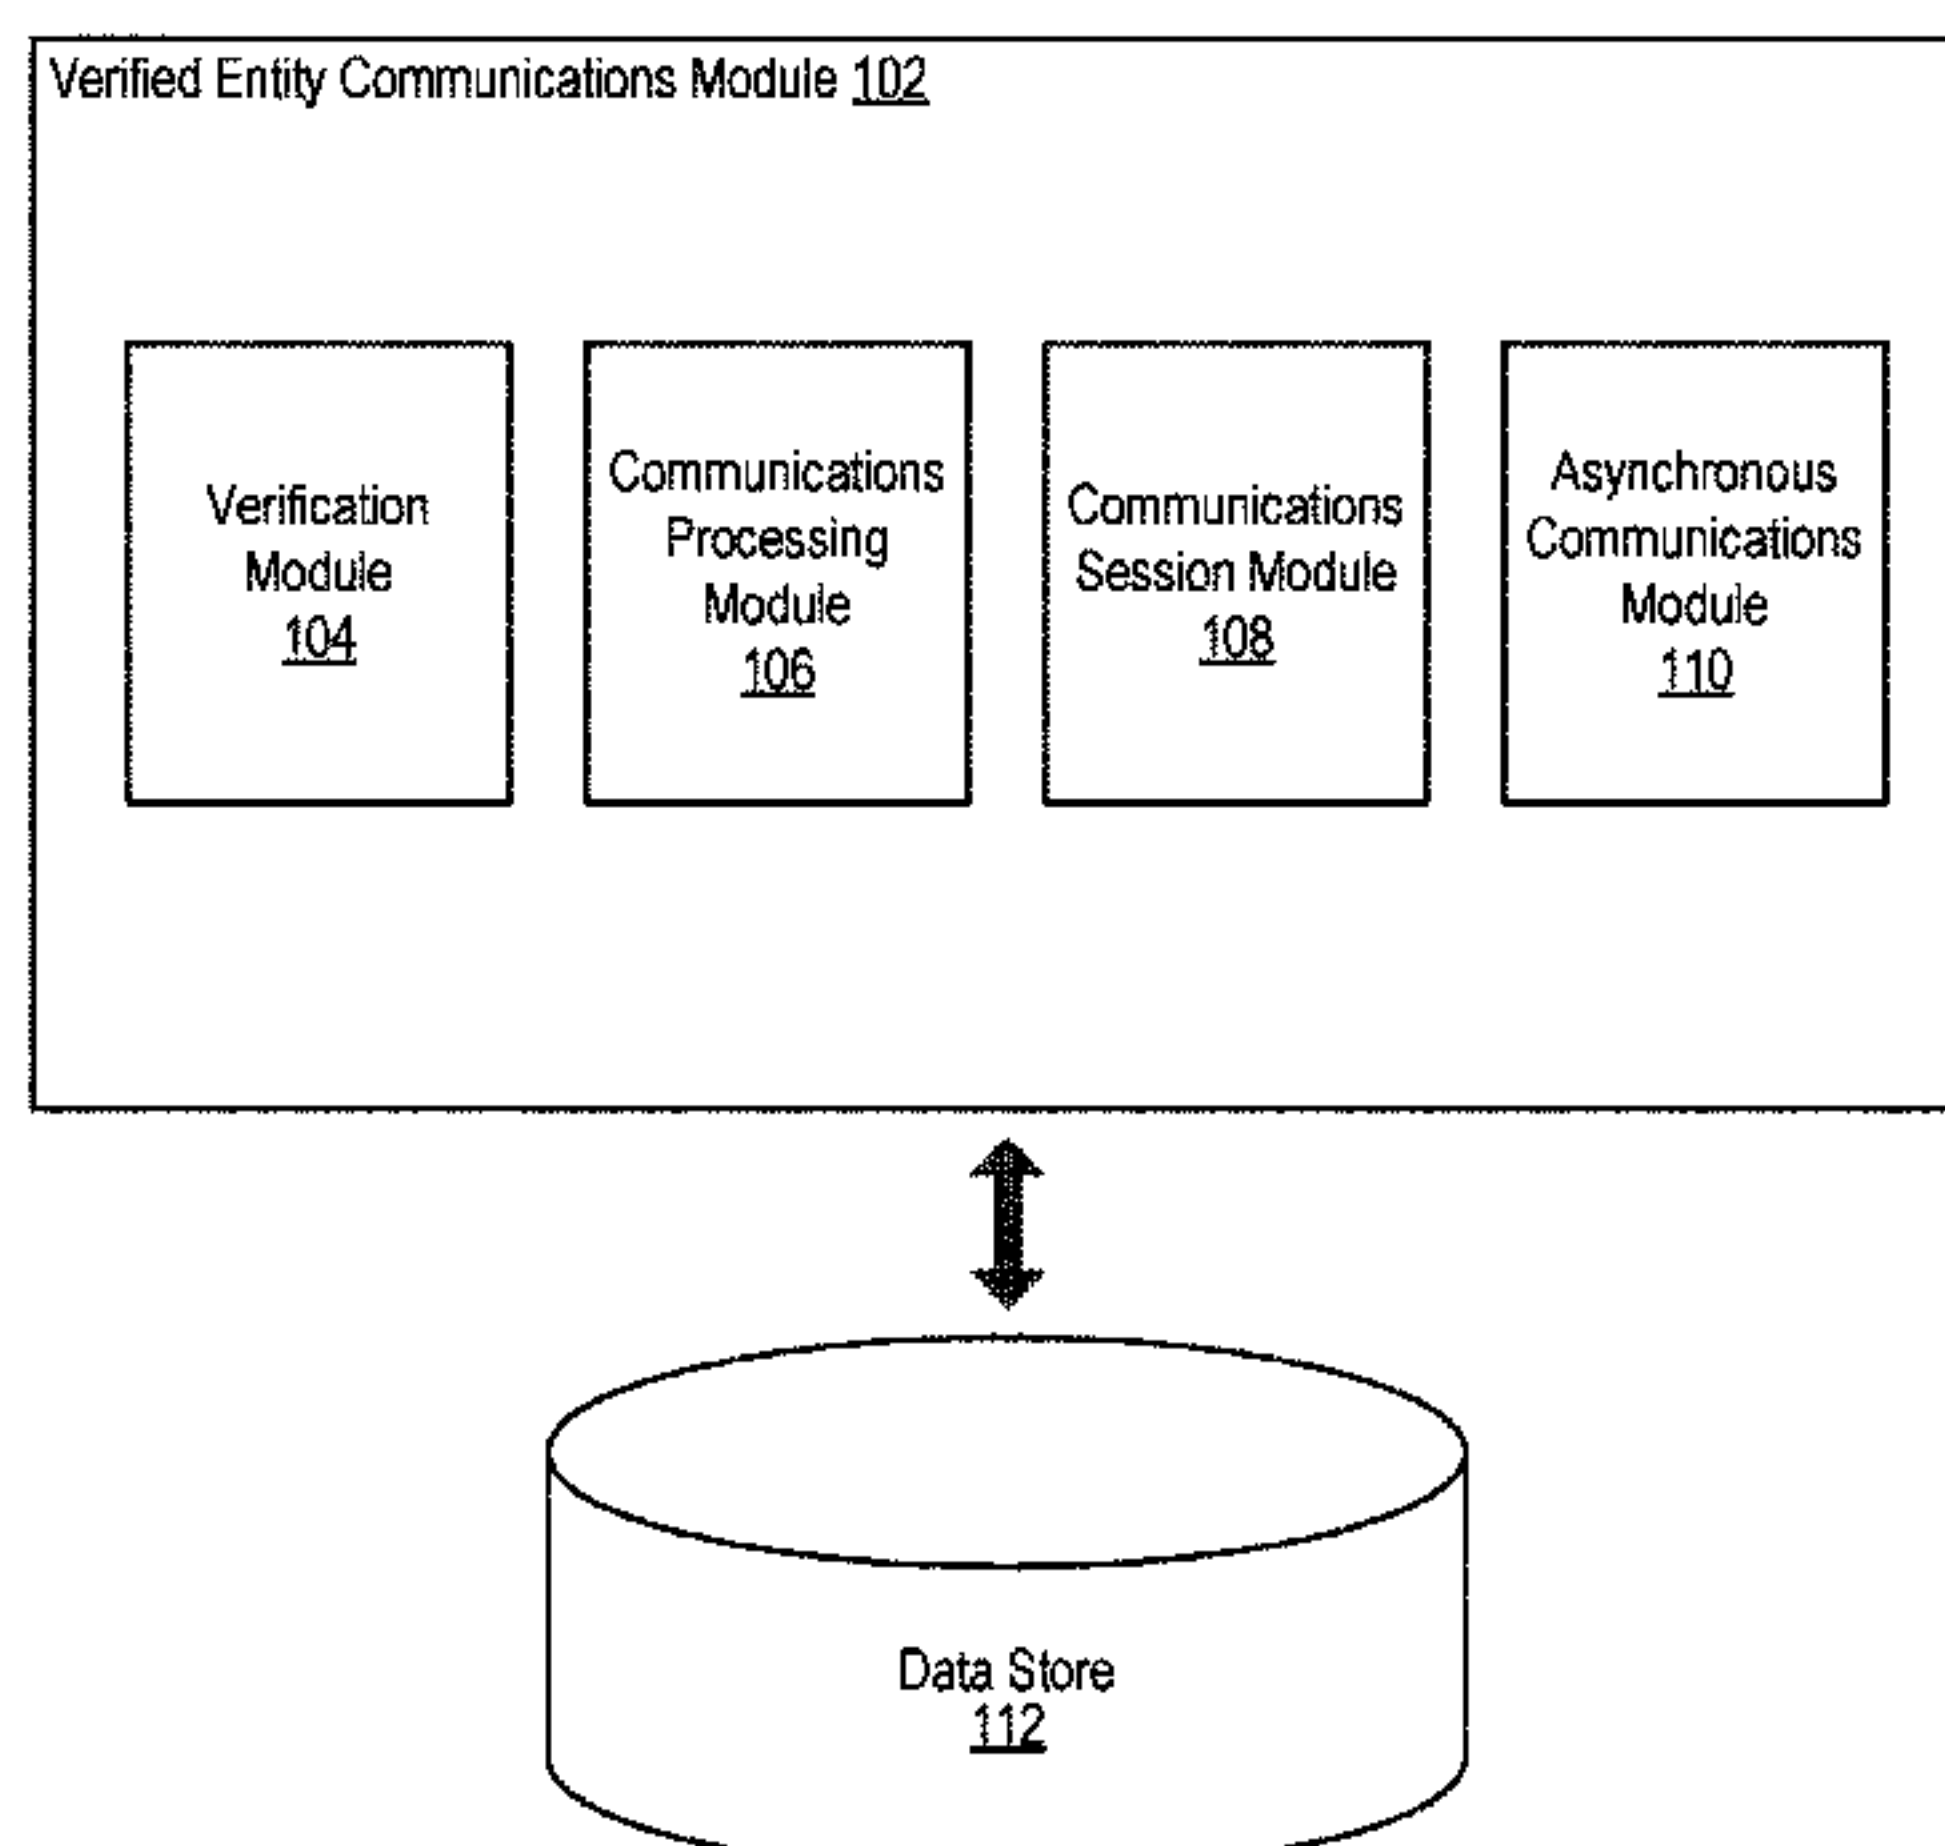 Verified Entity Communications Module 102
Verification
Module
104
Communications
Processing
Module
106
Communications
Session Module
108
Asynchronous
Communications
Module
110
Data Store
112